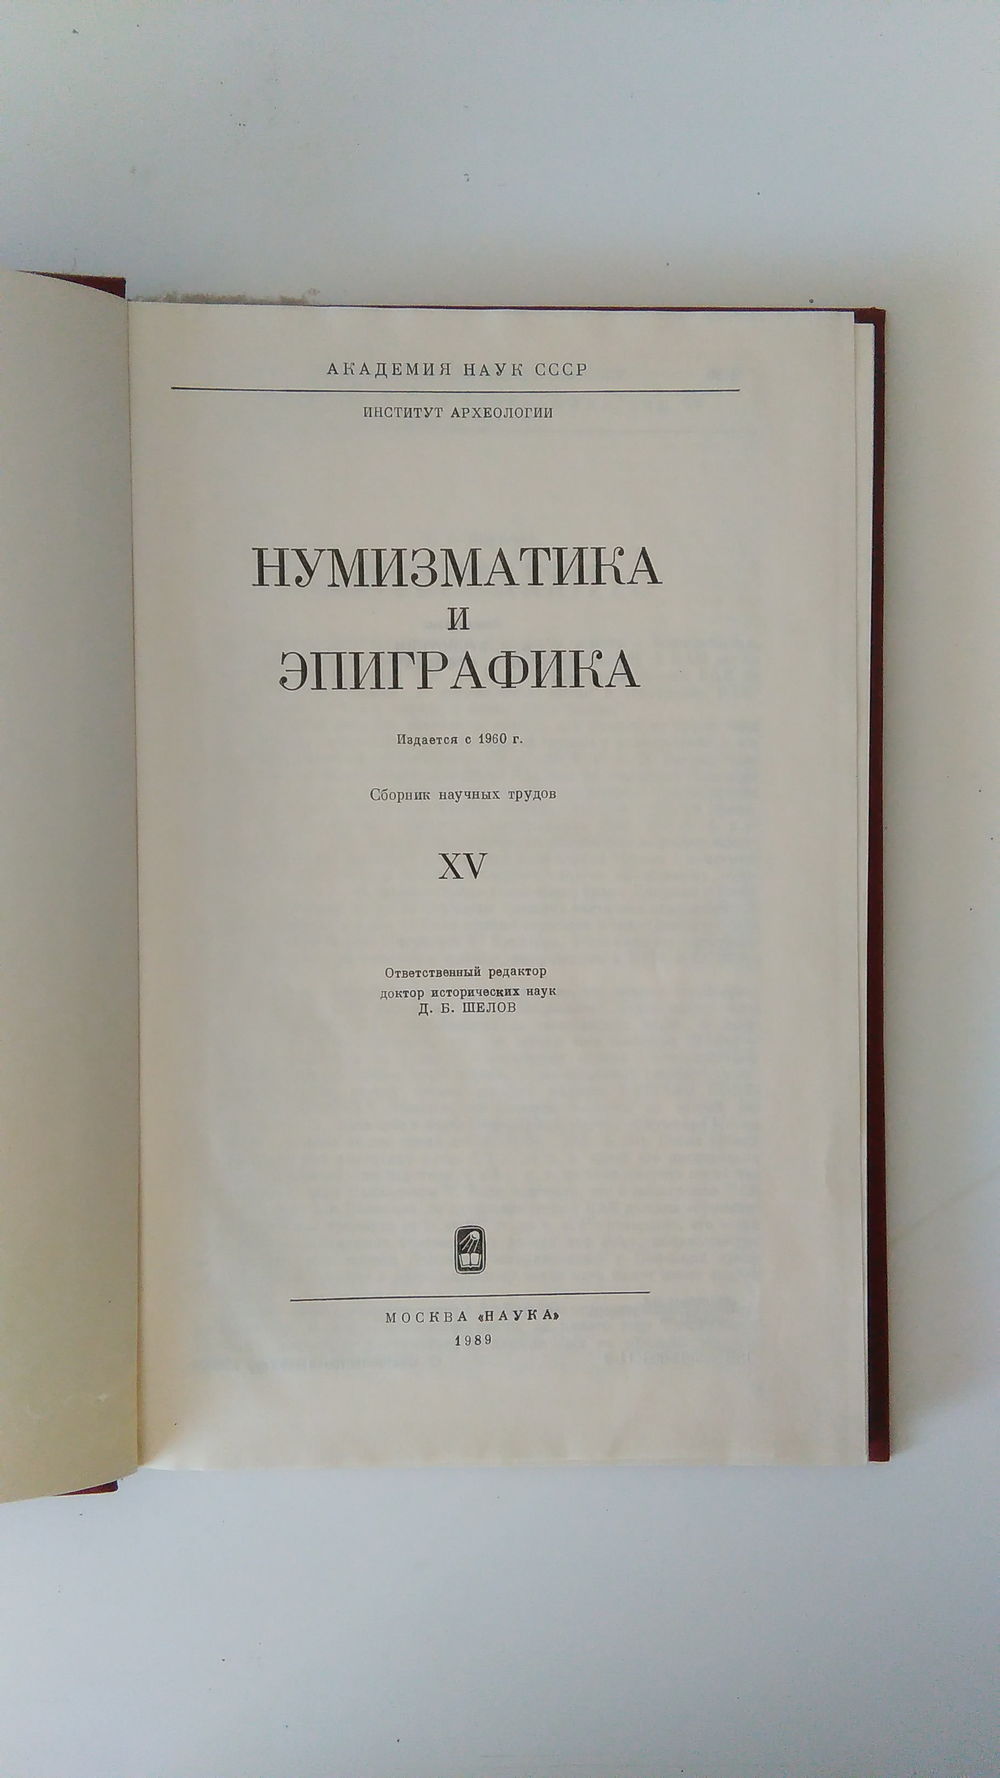 АКАДЕМИЯ НАУК СССР
ИНСТИТУТ АРХЕОЛОГИИ
НУМИЗМАТИКА
и
ЭПИГРАФИКА
Издается с 1960 г.
Сборник научных трудов
XV
Ответственный редактор
доктор исторических наук
Д. Б. ШЕЛОВ
МОСКВА «НАУКА»
1989